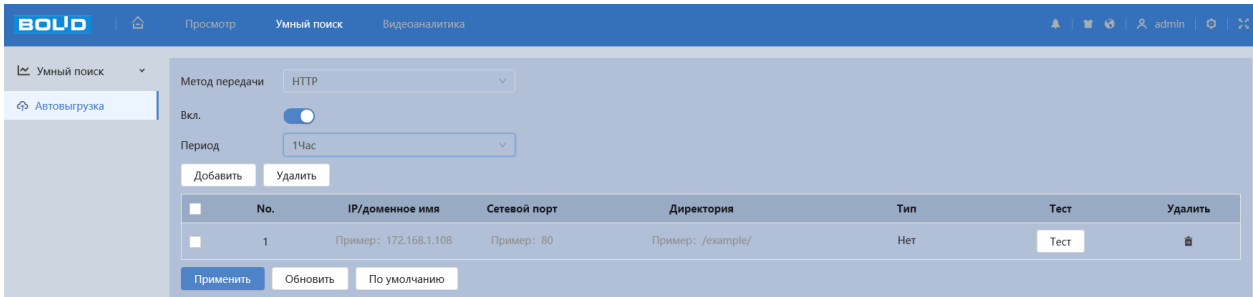 BOLID Просмотр Умный поиск Видеоаналитика admin
Умный поиск
Автовыгрузка
Метод передачи HTTP
Вкл.
Период 1Час
Добавить Удалить
No. IP/доменное имя Сетевой порт Директория Тип Тест Удалить
1 Пример: 172.168.1.108 Пример: 80 Пример: /example/ Нет Тест
Применить Обновить По умолчанию